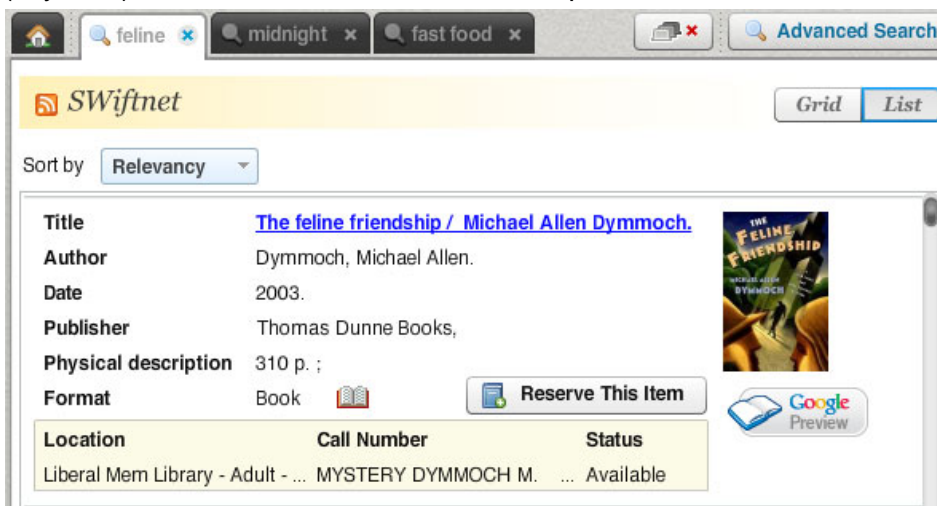 feline midnight fast food Advanced Search
SWiftnet Grid List
Sort by Relevancy
Title The feline friendship / Michael Allen Dymmoch.
THE
FELINE
FRIENDSHIP
MICHAEL ALLEN
DYMMOCH
Author Dymmoch, Michael Allen.
Date 2003.
Publisher Thomas Dunne Books,
Physical description 310 p. ;
Format Book Reserve This Item
Google
Preview
Location Call Number Status
Liberal Mem Library - Adult - ... MYSTERY DYMMOCH M. ... Available